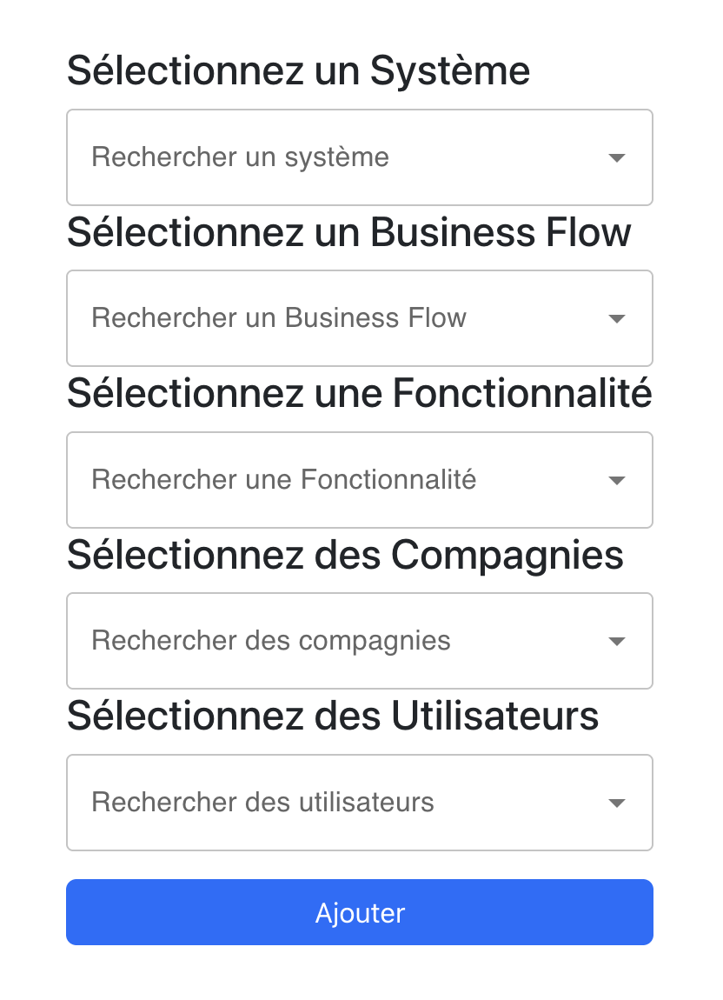 Sélectionnez un Système
Rechercher un système
Sélectionnez un Business Flow
Rechercher un Business Flow
Sélectionnez une Fonctionnalité
Rechercher une Fonctionnalité
Sélectionnez des Compagnies
Rechercher des compagnies
Sélectionnez des Utilisateurs
Rechercher des utilisateurs
Ajouter